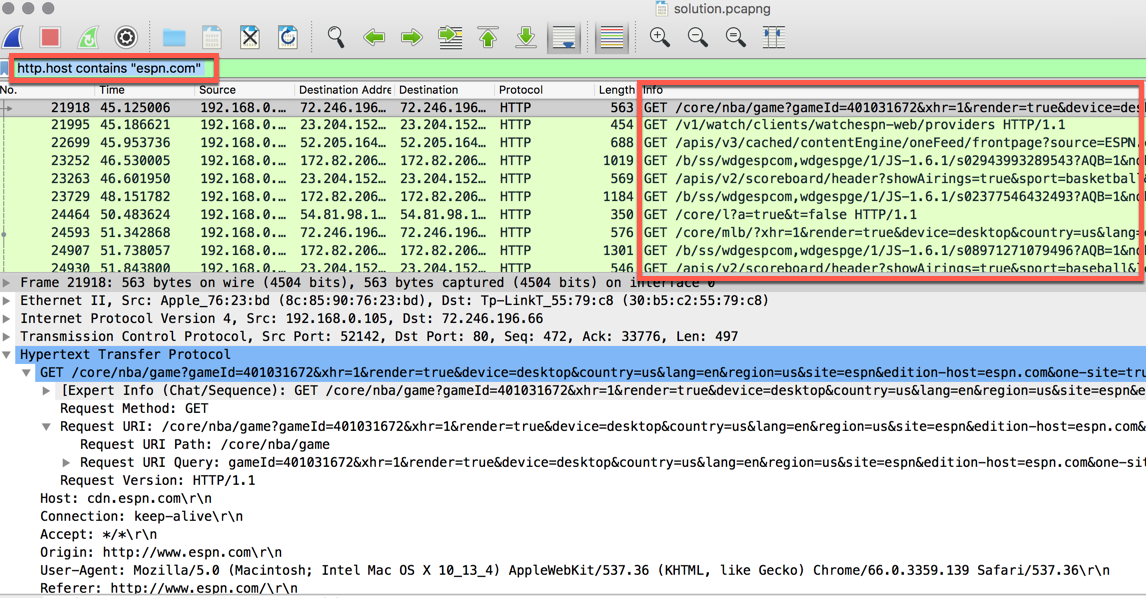 solution.pcapng
http.host contains "espn.com"
No. Time Source Destination Addre Destination Protocol Length Info
21918 45.125006 192.168.0.… 72.246.196… 72.246.196… HTTP 563 GET /core/nba/game?gameId=401031672&xhr=1&render=true&device=des
21995 45.186621 192.168.0.… 23.204.152… 23.204.152… HTTP 454 GET /v1/watch/clients/watchespn-web/providers HTTP/1.1
22699 45.953736 192.168.0.… 52.205.164… 52.205.164… HTTP 688 GET /apis/v3/cached/contentEngine/oneFeed/frontpage?source=ESPN
23252 46.530005 192.168.0.… 172.82.206… 172.82.206… HTTP 1019 GET /b/ss/wdgespcom,wdgespge/1/JS-1.6.1/s02943993289543?AQB=1&nd
23263 46.601950 192.168.0.… 23.204.152… 23.204.152… HTTP 569 GET /apis/v2/scoreboard/header?showAirings=true&sport=basketball
23729 48.151782 192.168.0.… 172.82.206… 172.82.206… HTTP 1184 GET /b/ss/wdgespcom,wdgespge/1/JS-1.6.1/s02377546432493?AQB=1&nd
24464 50.483624 192.168.0.… 54.81.98.1… 54.81.98.1… HTTP 350 GET /core/l?a=true&t=false HTTP/1.1
24593 51.342868 192.168.0.… 72.246.196… 72.246.196… HTTP 576 GET /core/mlb/?xhr=1&render=true&device=desktop&country=us&lang=
24907 51.738057 192.168.0.… 172.82.206… 172.82.206… HTTP 1301 GET /b/ss/wdgespcom,wdgespge/1/JS-1.6.1/s08971271079496?AQB=1&nd
24930 51.843800 192.168.0.… 23.204.152… 23.204.152… HTTP 546 GET /apis/v2/scoreboard/header?showAirings=true&sport=baseball&l
Frame 21918: 563 bytes on wire (4504 bits), 563 bytes captured (4504 bits) on interface 0
Ethernet II, Src: Apple_76:23:bd (8c:85:90:76:23:bd), Dst: Tp-LinkT_55:79:c8 (30:b5:c2:55:79:c8)
Internet Protocol Version 4, Src: 192.168.0.105, Dst: 72.246.196.66
Transmission Control Protocol, Src Port: 52142, Dst Port: 80, Seq: 472, Ack: 33776, Len: 497
Hypertext Transfer Protocol
GET /core/nba/game?gameId=401031672&xhr=1&render=true&device=desktop&country=us&lang=en&region=us&site=espn&edition-host=espn.com&one-site=tru
[Expert Info (Chat/Sequence): GET /core/nba/game?gameId=401031672&xhr=1&render=true&device=desktop&country=us&lang=en&region=us&site=espn&e
Request Method: GET
Request URI: /core/nba/game?gameId=401031672&xhr=1&render=true&device=desktop&country=us&lang=en&region=us&site=espn&edition-host=espn.com&
Request URI Path: /core/nba/game
Request URI Query: gameId=401031672&xhr=1&render=true&device=desktop&country=us&lang=en&region=us&site=espn&edition-host=espn.com&one-sit
Request Version: HTTP/1.1
Host: cdn.espn.com\r\n
Connection: keep-alive\r\n
Accept: */*\r\n
Origin: http://www.espn.com\r\n
User-Agent: Mozilla/5.0 (Macintosh; Intel Mac OS X 10_13_4) AppleWebKit/537.36 (KHTML, like Gecko) Chrome/66.0.3359.139 Safari/537.36\r\n
Referer: http://www.espn.com/\r\n